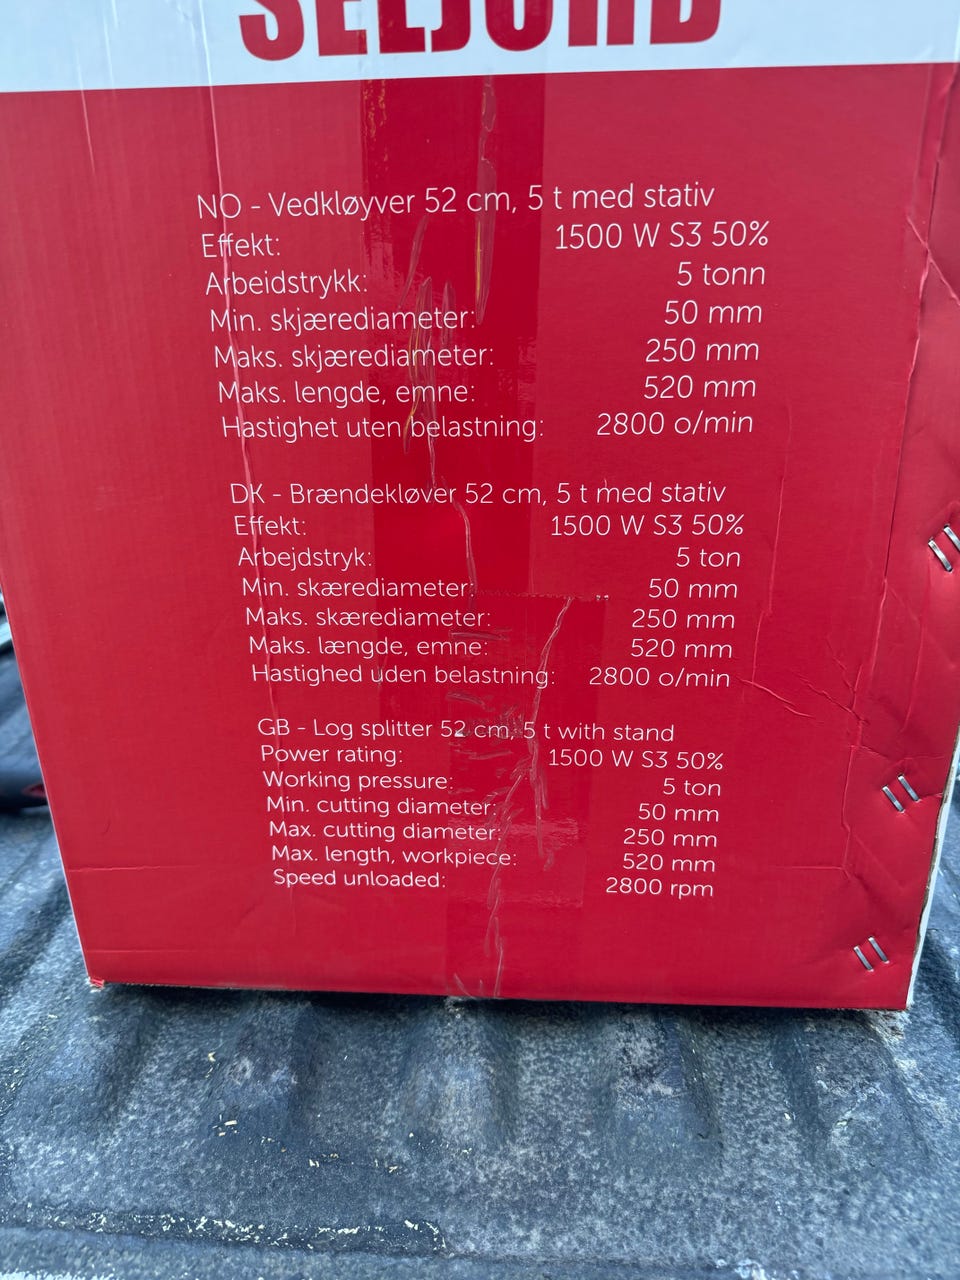 SELJORD
NO - Vedkløyver 52 cm, 5 t med stativ
Effekt: 1500 W S3 50%
Arbeidstrykk: 5 tonn
Min. skjærediameter: 50 mm
Maks. skjærediameter: 250 mm
Maks. lengde, emne: 520 mm
Hastighet uten belastning: 2800 o/min
DK - Brændekløver 52 cm, 5 t med stativ
Effekt: 1500 W S3 50%
Arbejdstryk: 5 ton
Min. skærediameter: 50 mm
Maks. skærediameter: 250 mm
Maks. længde, emne: 520 mm
Hastighed uden belastning: 2800 o/min
GB - Log splitter 52 cm, 5 t with stand
Power rating: 1500 W S3 50%
Working pressure: 5 ton
Min. cutting diameter: 50 mm
Max. cutting diameter: 250 mm
Max. length, workpiece: 520 mm
Speed unloaded: 2800 rpm